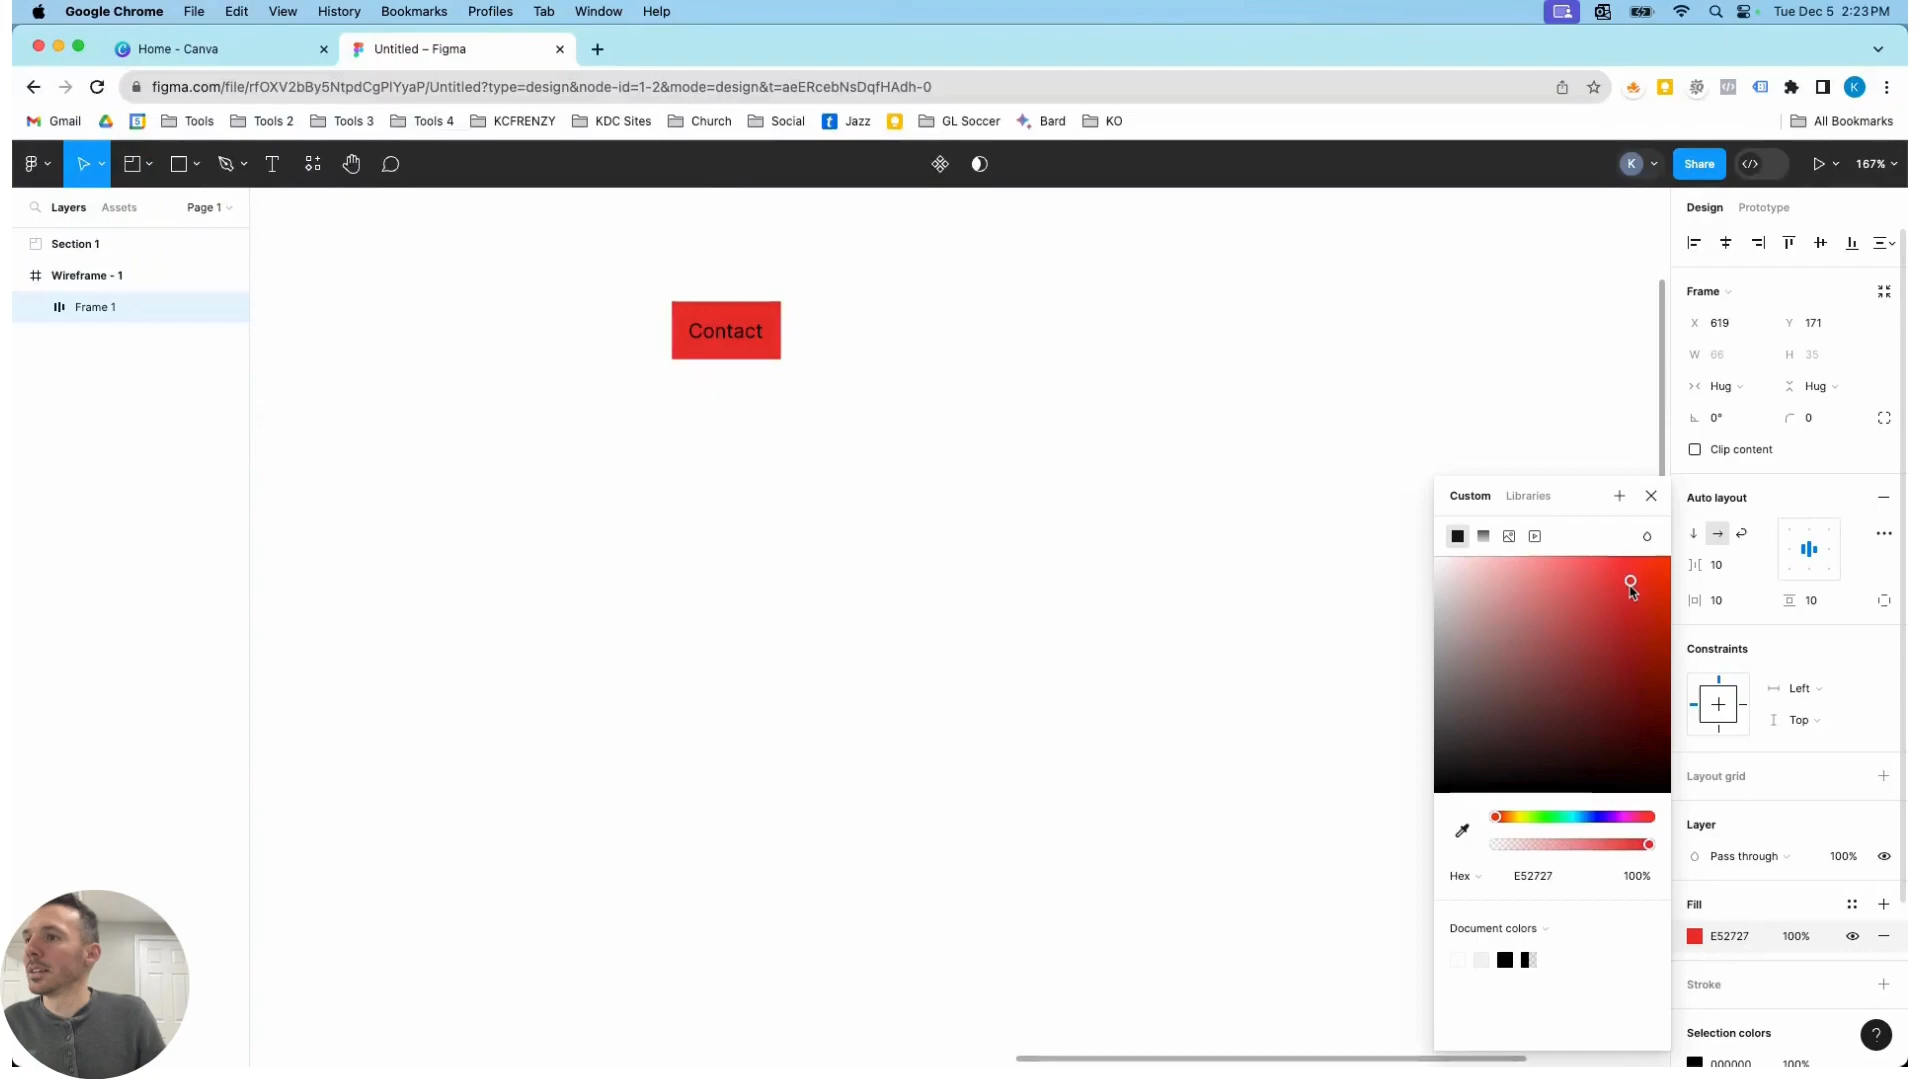 Google Chrome File Edit View History Bookmarks Profiles Tab Window Help Tue Dec 5 2:23 PM
Home - Canva Untitled – Figma
figma.com/file/rfOXV2bBy5NtpdCgPlYyaP/Untitled?type=design&node-id=1-2&mode=design&t=aeERcebNsDqfHAdh-0 K
Gmail 5 Tools Tools 2 Tools 3 Tools 4 KCFRENZY KDC Sites Church Social t Jazz GL Soccer Bard KO All Bookmarks
T K Share 167%
Layers Assets Page 1
Design Prototype
Section 1
Wireframe - 1
Frame 1
Contact
Frame
X 619 Y 171
W 66 H 35
Hug Hug
0° 0
Clip content
Custom Libraries
Auto layout
10
10 10
Constraints
Left
Top
Layout grid
Layer
Pass through 100%
Hex E52727 100%
Fill
E52727 100%
Document colors
Stroke
Selection colors
000000 100%
?